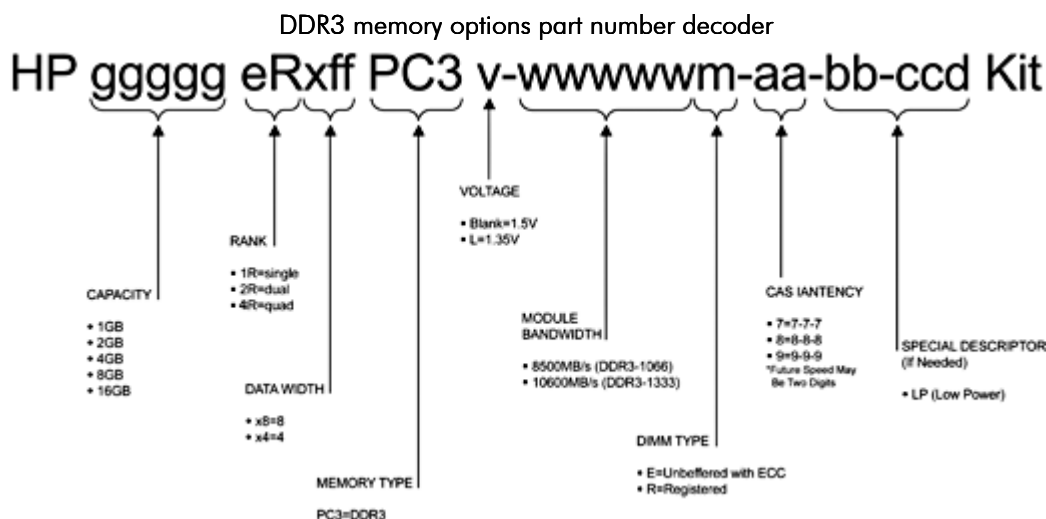 DDR3 memory options part number decoder
HP ggggg eRxff PC3 v-wwwwwm-aa-bb-ccd Kit
VOLTAGE
• Blank=1.5V
• L=1.35V
RANK
• 1R=single
• 2R=dual
• 4R=quad
CAPACITY
• 1GB
• 2GB
• 4GB
• 8GB
• 16GB
CAS IANTENCY
• 7=7-7-7
• 8=8-8-8
• 9=9-9-9
*Future Speed May
Be Two Digits
MODULE
BANDWIDTH
• 8500MB/s (DDR3-1066)
• 10600MB/s (DDR3-1333)
SPECIAL DESCRIPTOR
(If Needed)
• LP (Low Power)
DATA WIDTH
• x8=8
• x4=4
DIMM TYPE
• E=Unbeffered with ECC
• R=Registered
MEMORY TYPE
PC3=DDR3